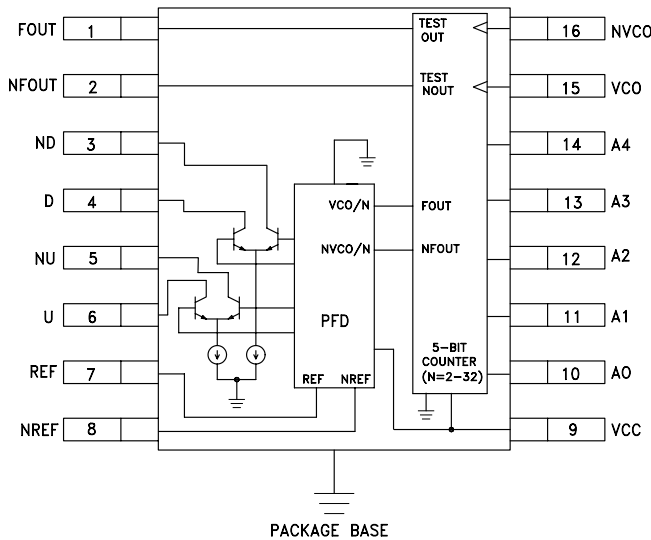 FOUT 1
NFOUT 2
ND 3
D 4
NU 5
U 6
REF 7
NREF 8
TEST
OUT
TEST
NOUT
VCO/N
FOUT
NVCO/N
NFOUT
PFD
REF NREF
5-BIT
COUNTER
(N=2-32)
16 NVCO
15 VCO
14 A4
13 A3
12 A2
11 A1
10 A0
9 VCC
PACKAGE BASE